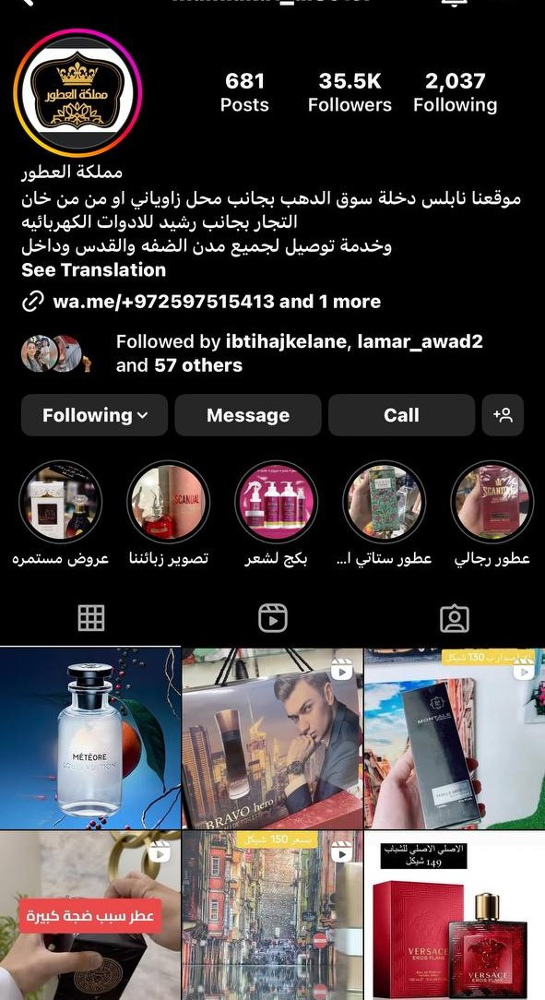 مملكة العطور
681
35.5K
2,037
Posts
Followers
Following
مملكة العطور
موقعنا نابلس دخلة سوق الدهب بجانب محل زاوياني او من من خان
التجار بجانب رشيد للادوات الكهربائيه
وخدمة توصيل لجميع مدن الضفه والقدس وداخل
See Translation
wa.me/+972597515413 and 1 more
Followed by ibtihajkelane, lamar_awad2
and 57 others
Following
Message
Call
SCANDAL
SCANDAL
عروض مستمره
تصوير زبائننا
بكج لشعر
عطور ستاتي ا...
عطور رجالي
130 شيكل
MÉTÉORE
LOUIS VUITTON
BRAVO hero
MONTALE
عطر سبب ضجة كبيرة
بسعر 150 شيكل
الاصلي الاصلي للشباب
149 شيكل
VERSACE
EROS FLAME
VERSACE
EROS FLAME